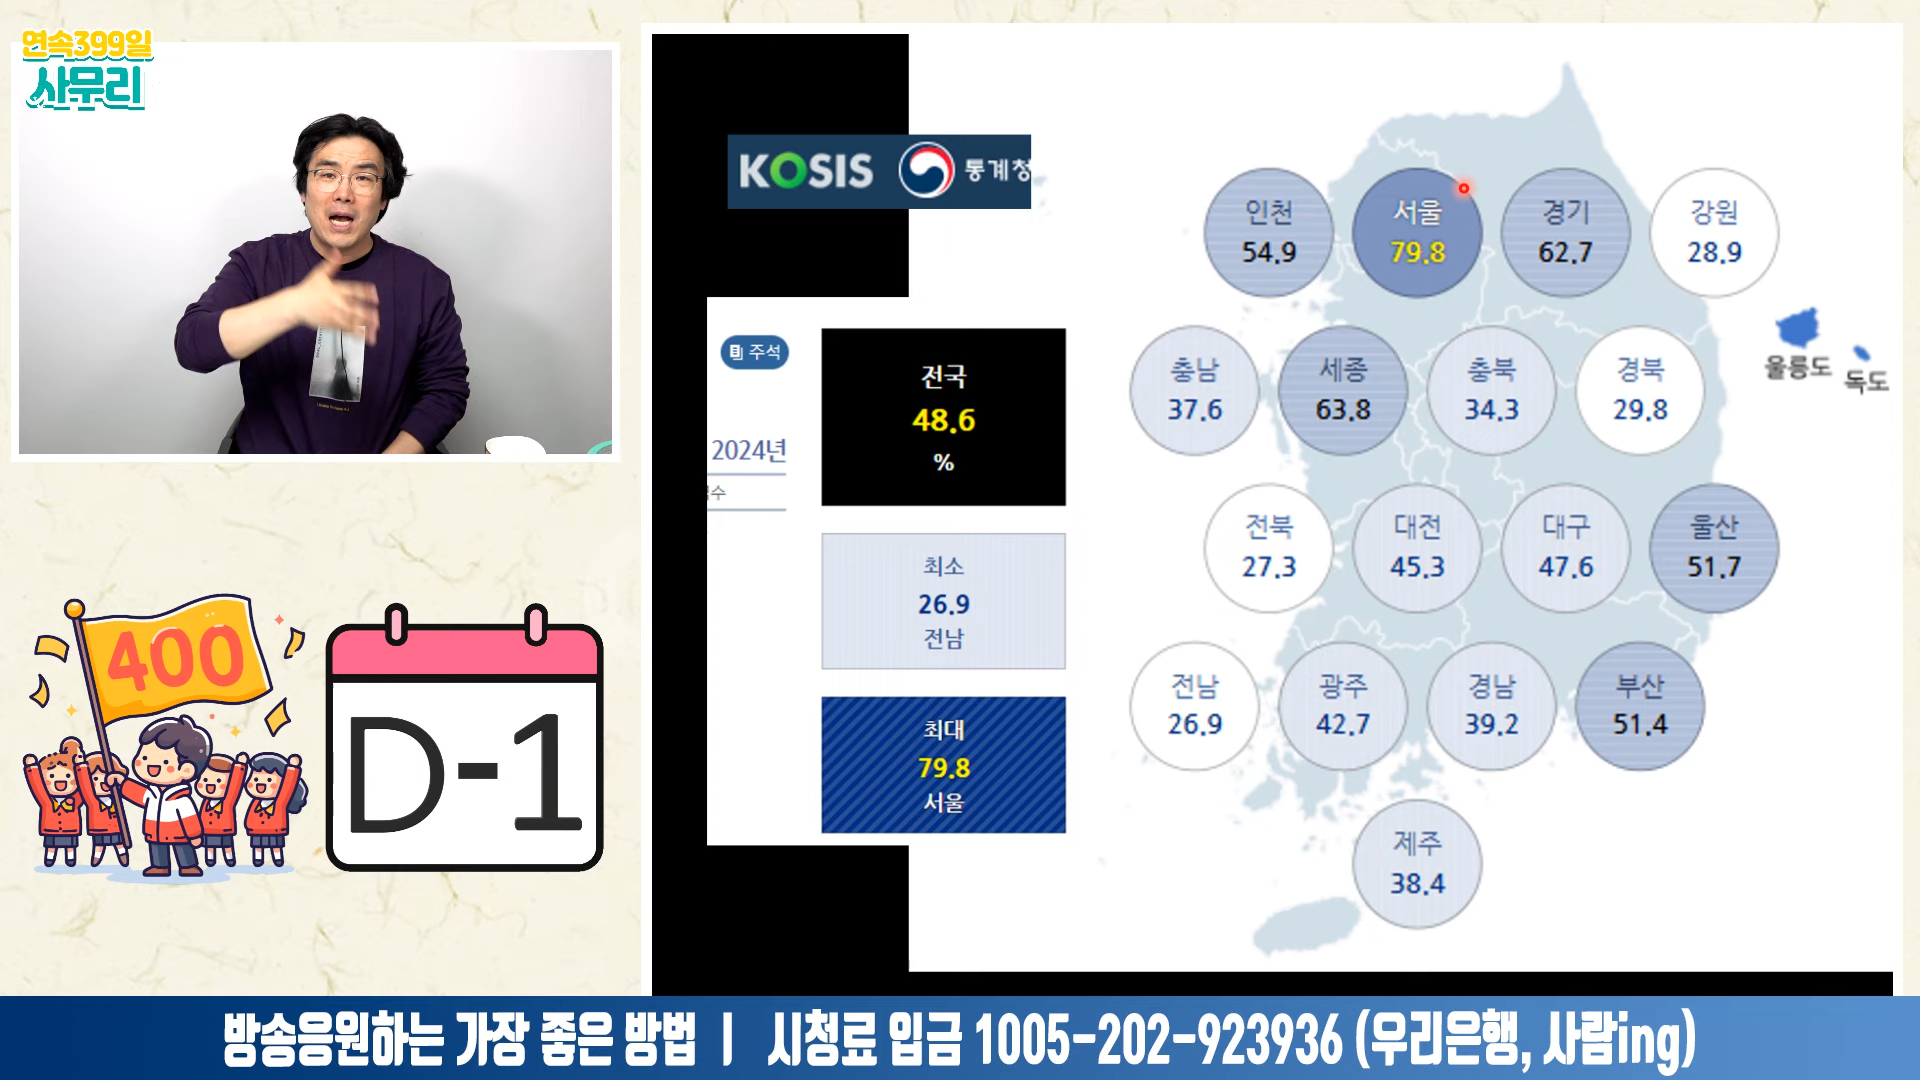 연속399일
사무리
400
D-1
KOSIS 통계청
주석
2024년
수
전국
48.6
%
최소
26.9
전남
최대
79.8
서울
인천
54.9
서울
79.8
경기
62.7
강원
28.9
충남
37.6
세종
63.8
충북
34.3
경북
29.8
울릉도
독도
전북
27.3
대전
45.3
대구
47.6
울산
51.7
전남
26.9
광주
42.7
경남
39.2
부산
51.4
제주
38.4
방송응원하는 가장 좋은 방법 | 시청료 입금 1005-202-923936 (우리은행, 사람ing)